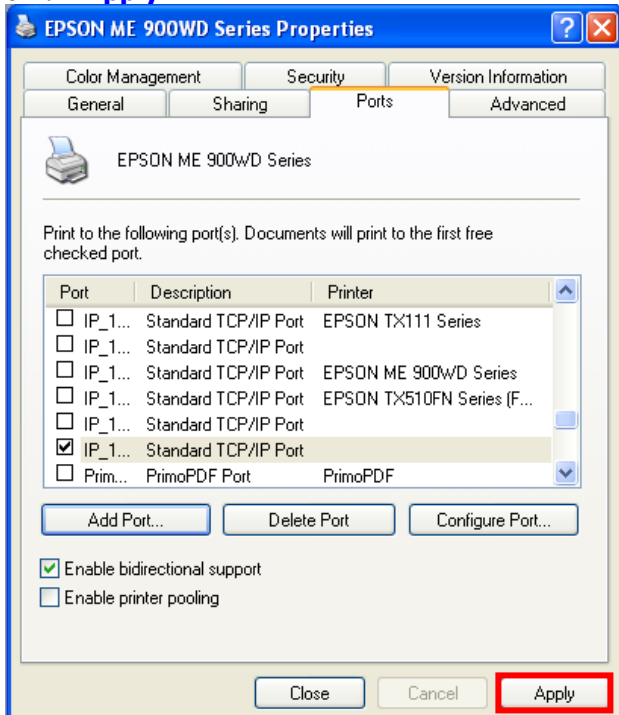 Apply
EPSON ME 900WD Series Properties
Color Management Security Version Information
General Sharing Ports Advanced
EPSON ME 900WD Series
Print to the following port(s). Documents will print to the first free
checked port.
Port Description Printer
IP_1... Standard TCP/IP Port EPSON TX111 Series
IP_1... Standard TCP/IP Port
IP_1... Standard TCP/IP Port EPSON ME 900WD Series
IP_1... Standard TCP/IP Port EPSON TX510FN Series (F...
IP_1... Standard TCP/IP Port
IP_1... Standard TCP/IP Port
Prim... PrimoPDF Port PrimoPDF
Add Port... Delete Port Configure Port...
Enable bidirectional support
Enable printer pooling
Close Cancel Apply